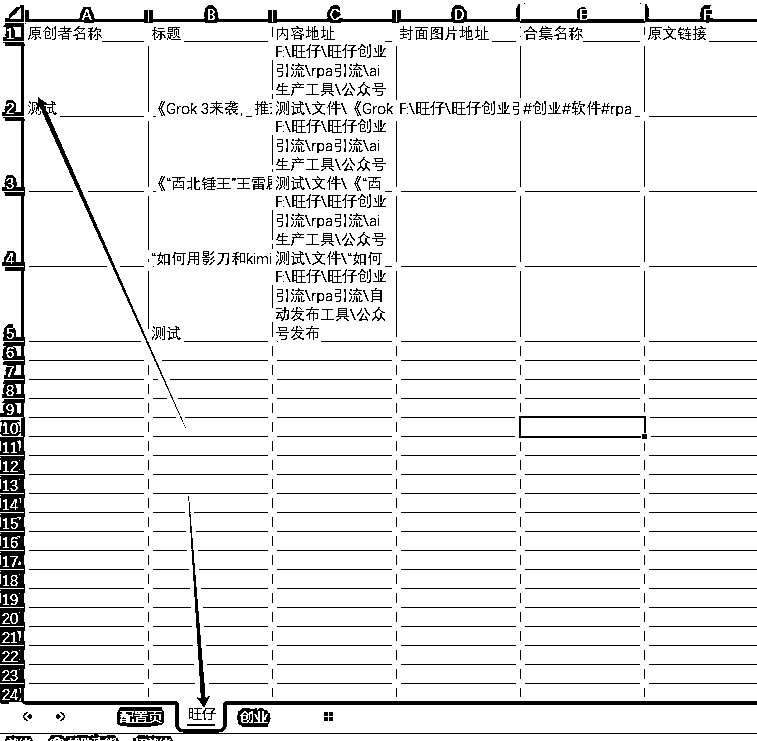 A B C D E F
1 原创者名称 标题 内容地址 封面图片地址 合集名称 原文链接
F:\旺仔\旺仔创业
引流\rpa引流\ai
生产工具\公众号
2 测试 《Grok 3来袭， 推 测试\文件\《Grok F:\旺仔\旺仔创业引 #创业#软件#rpa
F:\旺仔\旺仔创业
引流\rpa引流\ai
生产工具\公众号
3 《“西北锤王”王雷 测试\文件\《“西
F:\旺仔\旺仔创业
引流\rpa引流\ai
生产工具\公众号
4 “如何用影刀和kimi 测试\文件\“如何
F:\旺仔\旺仔创业
引流\rpa引流\自
动发布工具\公众
5 测试 号发布
6
7
8
9
10
11
12
13
14
15
16
17
18
19
20
21
22
23
24
配置页 旺仔 创业